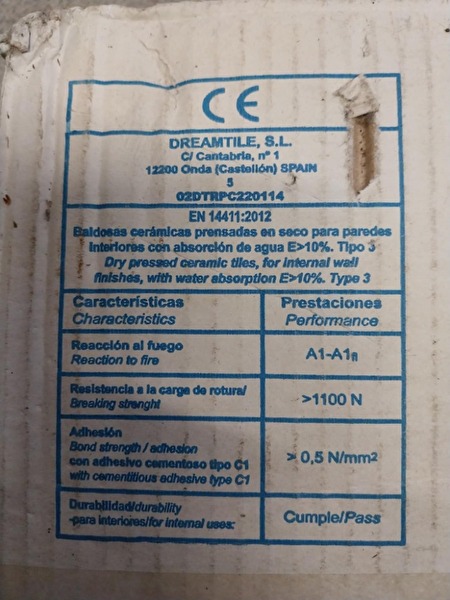 CE
DREAMTILE, S.L.
C/ Cantabria, nº 1
12200 Onda (Castellón) SPAIN
5
02DTRPC220114
EN 14411:2012
Baldosas cerámicas prensadas en seco para paredes
interiores con absorción de agua E>10%. Tipo 3
Dry pressed ceramic tiles, for internal wall
finishes, with water absorption E>10%. Type 3
Características
Characteristics
Prestaciones
Performance
Reacción al fuego
Reaction to fire
A1-A1fl
Resistencia a la carga de rotura/
Breaking strenght
>1100 N
Adhesión
Bond strength / adhesion
con adhesivo cementoso tipo C1
with cementitious adhesive type C1
> 0,5 N/mm²
Durabilidad/durability
-para interiores/for internal uses:
Cumple/Pass